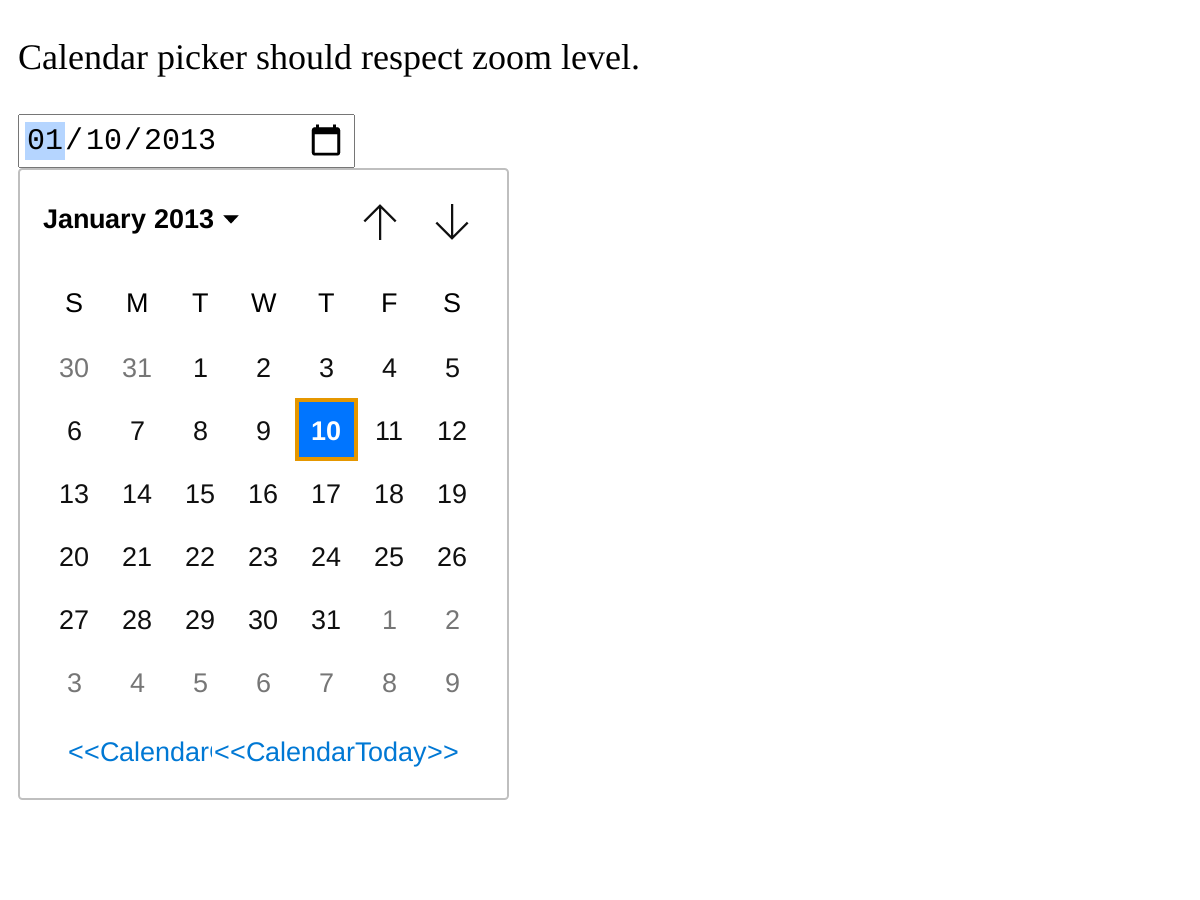 Calendar picker should respect zoom level.
01/10/2013
January 2013
S M T W T F S
30 31 1 2 3 4 5
6 7 8 9 10 11 12
13 14 15 16 17 18 19
20 21 22 23 24 25 26
27 28 29 30 31 1 2
3 4 5 6 7 8 9
<<Calendar <<CalendarToday>>